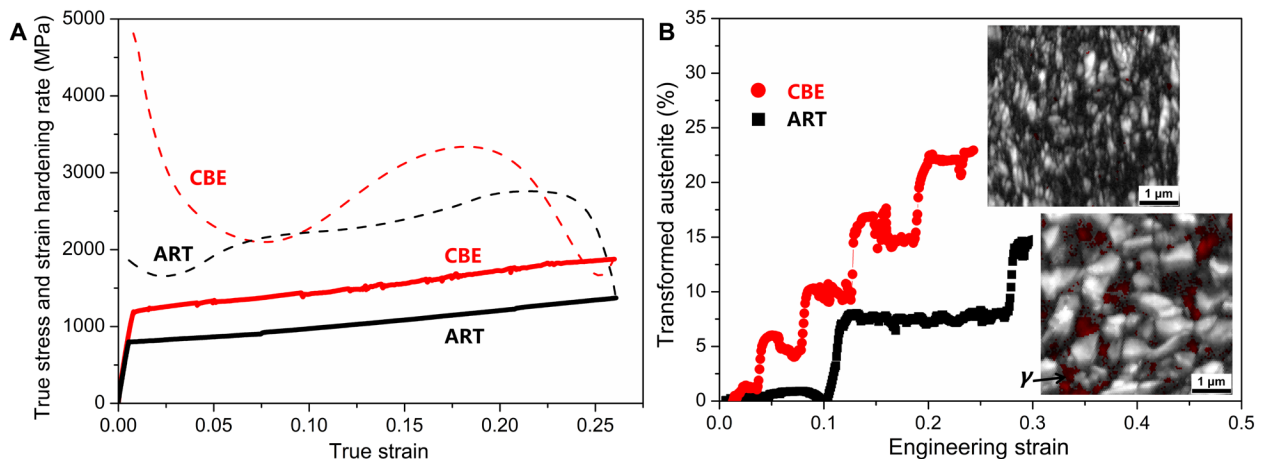 A
True stress and strain hardening rate (MPa)
5000
4000
3000
2000
1000
0
CBE
ART
CBE
ART
0.00
0.05
0.10
0.15
0.20
0.25
True strain
B
Transformed austenite (%)
35
30
25
20
15
10
5
0
CBE
ART
1 μm
γ
1 μm
0.0
0.1
0.2
0.3
0.4
0.5
Engineering strain